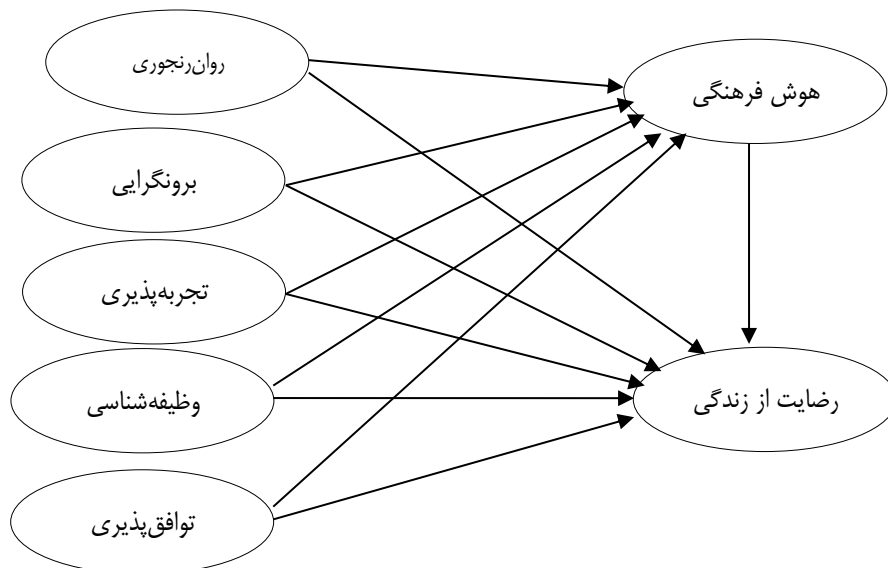 روان‌رنجوری
هوش فرهنگی
برونگرایی
تجربه‌پذیری
وظیفه‌شناسی
رضایت از زندگی
توافق‌پذیری